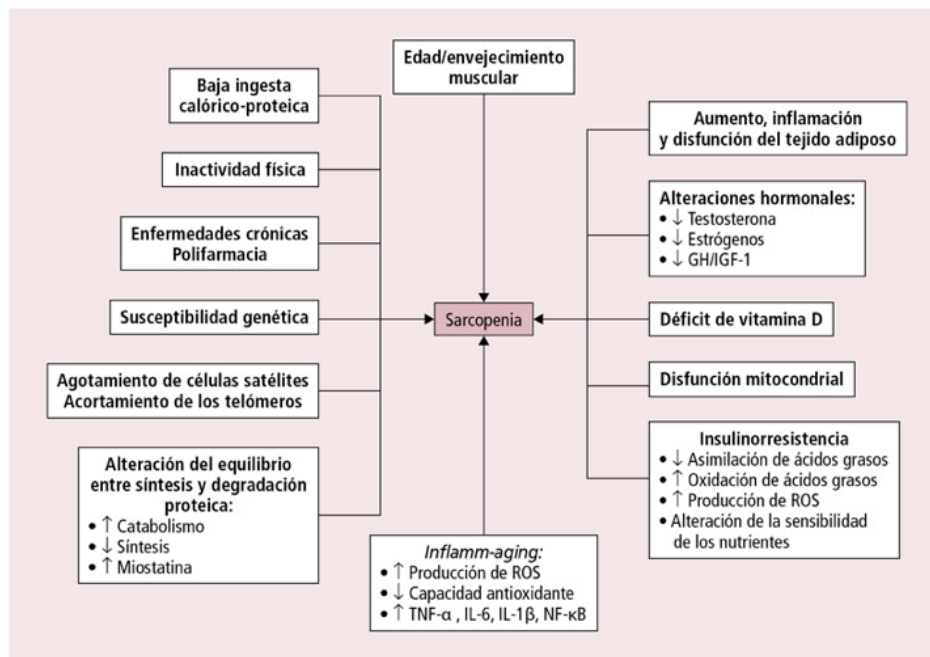 Edad/envejecimiento
muscular
Baja ingesta
calórico-proteica
Inactividad física
Enfermedades crónicas
Polifarmacia
Susceptibilidad genética
Agotamiento de células satélites
Acortamiento de los telómeros
Alteración del equilibrio
entre síntesis y degradación
proteica:
• ↑ Catabolismo
• ↓ Síntesis
• ↑ Miostatina
Sarcopenia
Inflamm-aging:
• ↑ Producción de ROS
• ↓ Capacidad antioxidante
• ↑ TNF-α , IL-6, IL-1β, NF-κB
Aumento, inflamación
y disfunción del tejido adiposo
Alteraciones hormonales:
• ↓ Testosterona
• ↓ Estrógenos
• ↓ GH/IGF-1
Déficit de vitamina D
Disfunción mitocondrial
Insulinorresistencia
• ↓ Asimilación de ácidos grasos
• ↑ Oxidación de ácidos grasos
• ↑ Producción de ROS
• Alteración de la sensibilidad
de los nutrientes